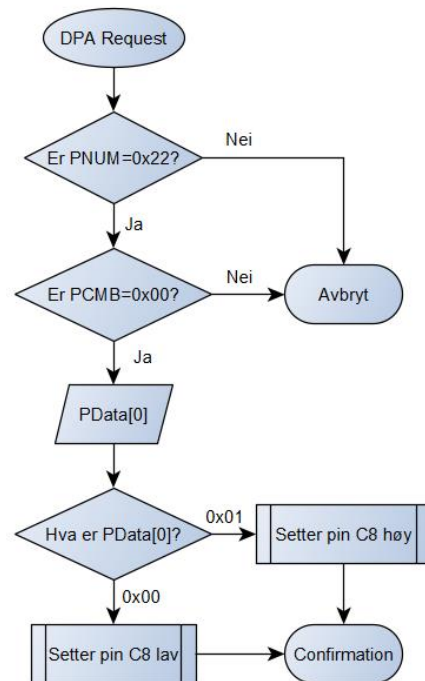 DPA Request
Er PNUM=0x22?
Nei
Ja
Er PCMB=0x00?
Nei
Avbryt
Ja
PData[0]
Hva er PData[0]?
0x01
Setter pin C8 høy
0x00
Setter pin C8 lav
Confirmation